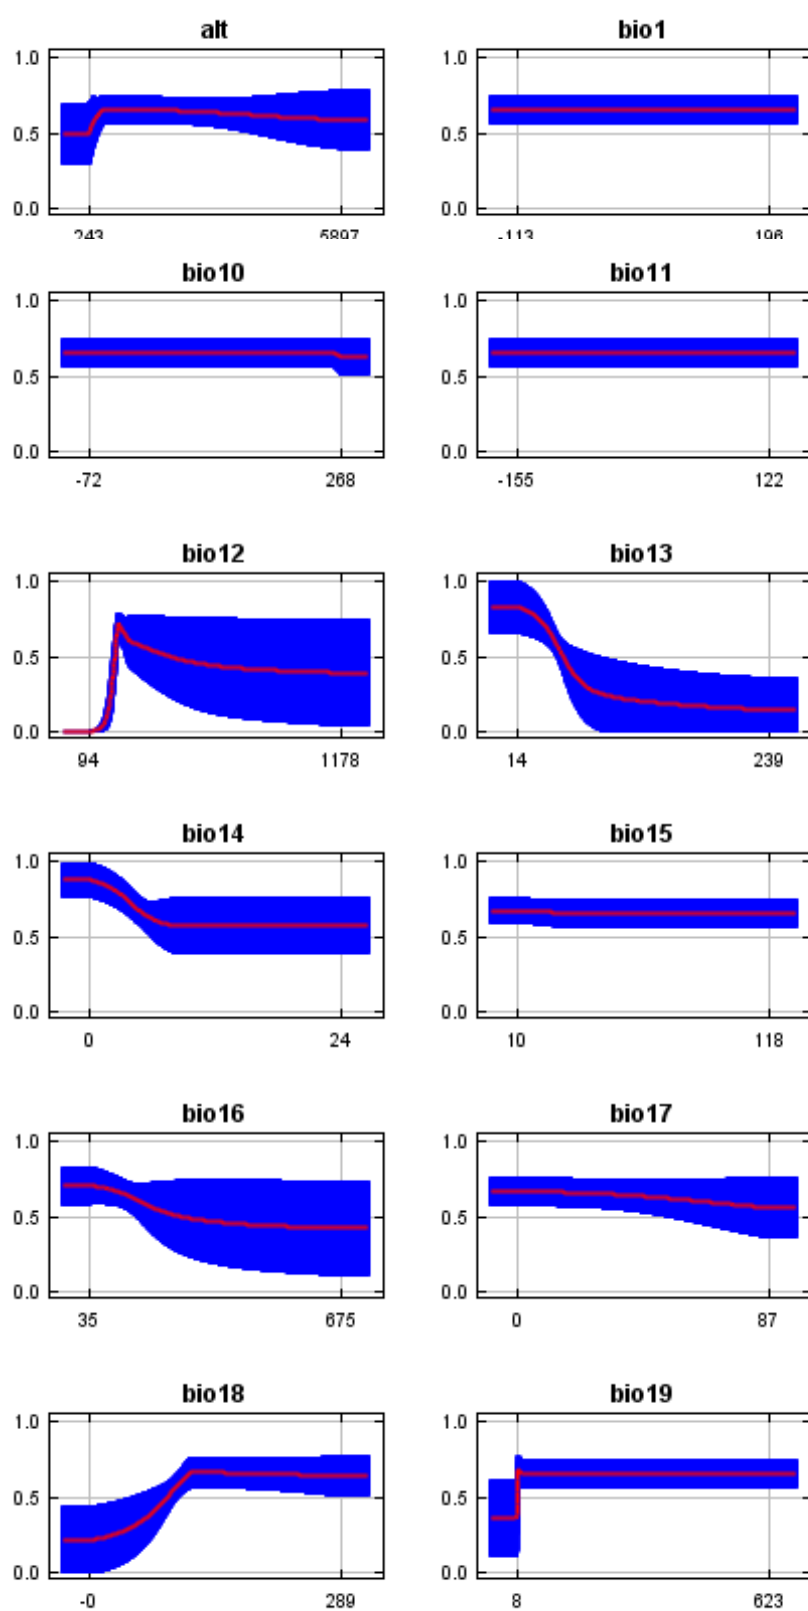 alt bio1
1.0 1.0
0.5 0.5
0.0 0.0
243 5897 -113 196
bio10 bio11
1.0 1.0
0.5 0.5
0.0 0.0
-72 268 -155 122
bio12 bio13
1.0 1.0
0.5 0.5
0.0 0.0
94 1178 14 239
bio14 bio15
1.0 1.0
0.5 0.5
0.0 0.0
0 24 10 118
bio16 bio17
1.0 1.0
0.5 0.5
0.0 0.0
35 675 0 87
bio18 bio19
1.0 1.0
0.5 0.5
0.0 0.0
-0 289 8 623